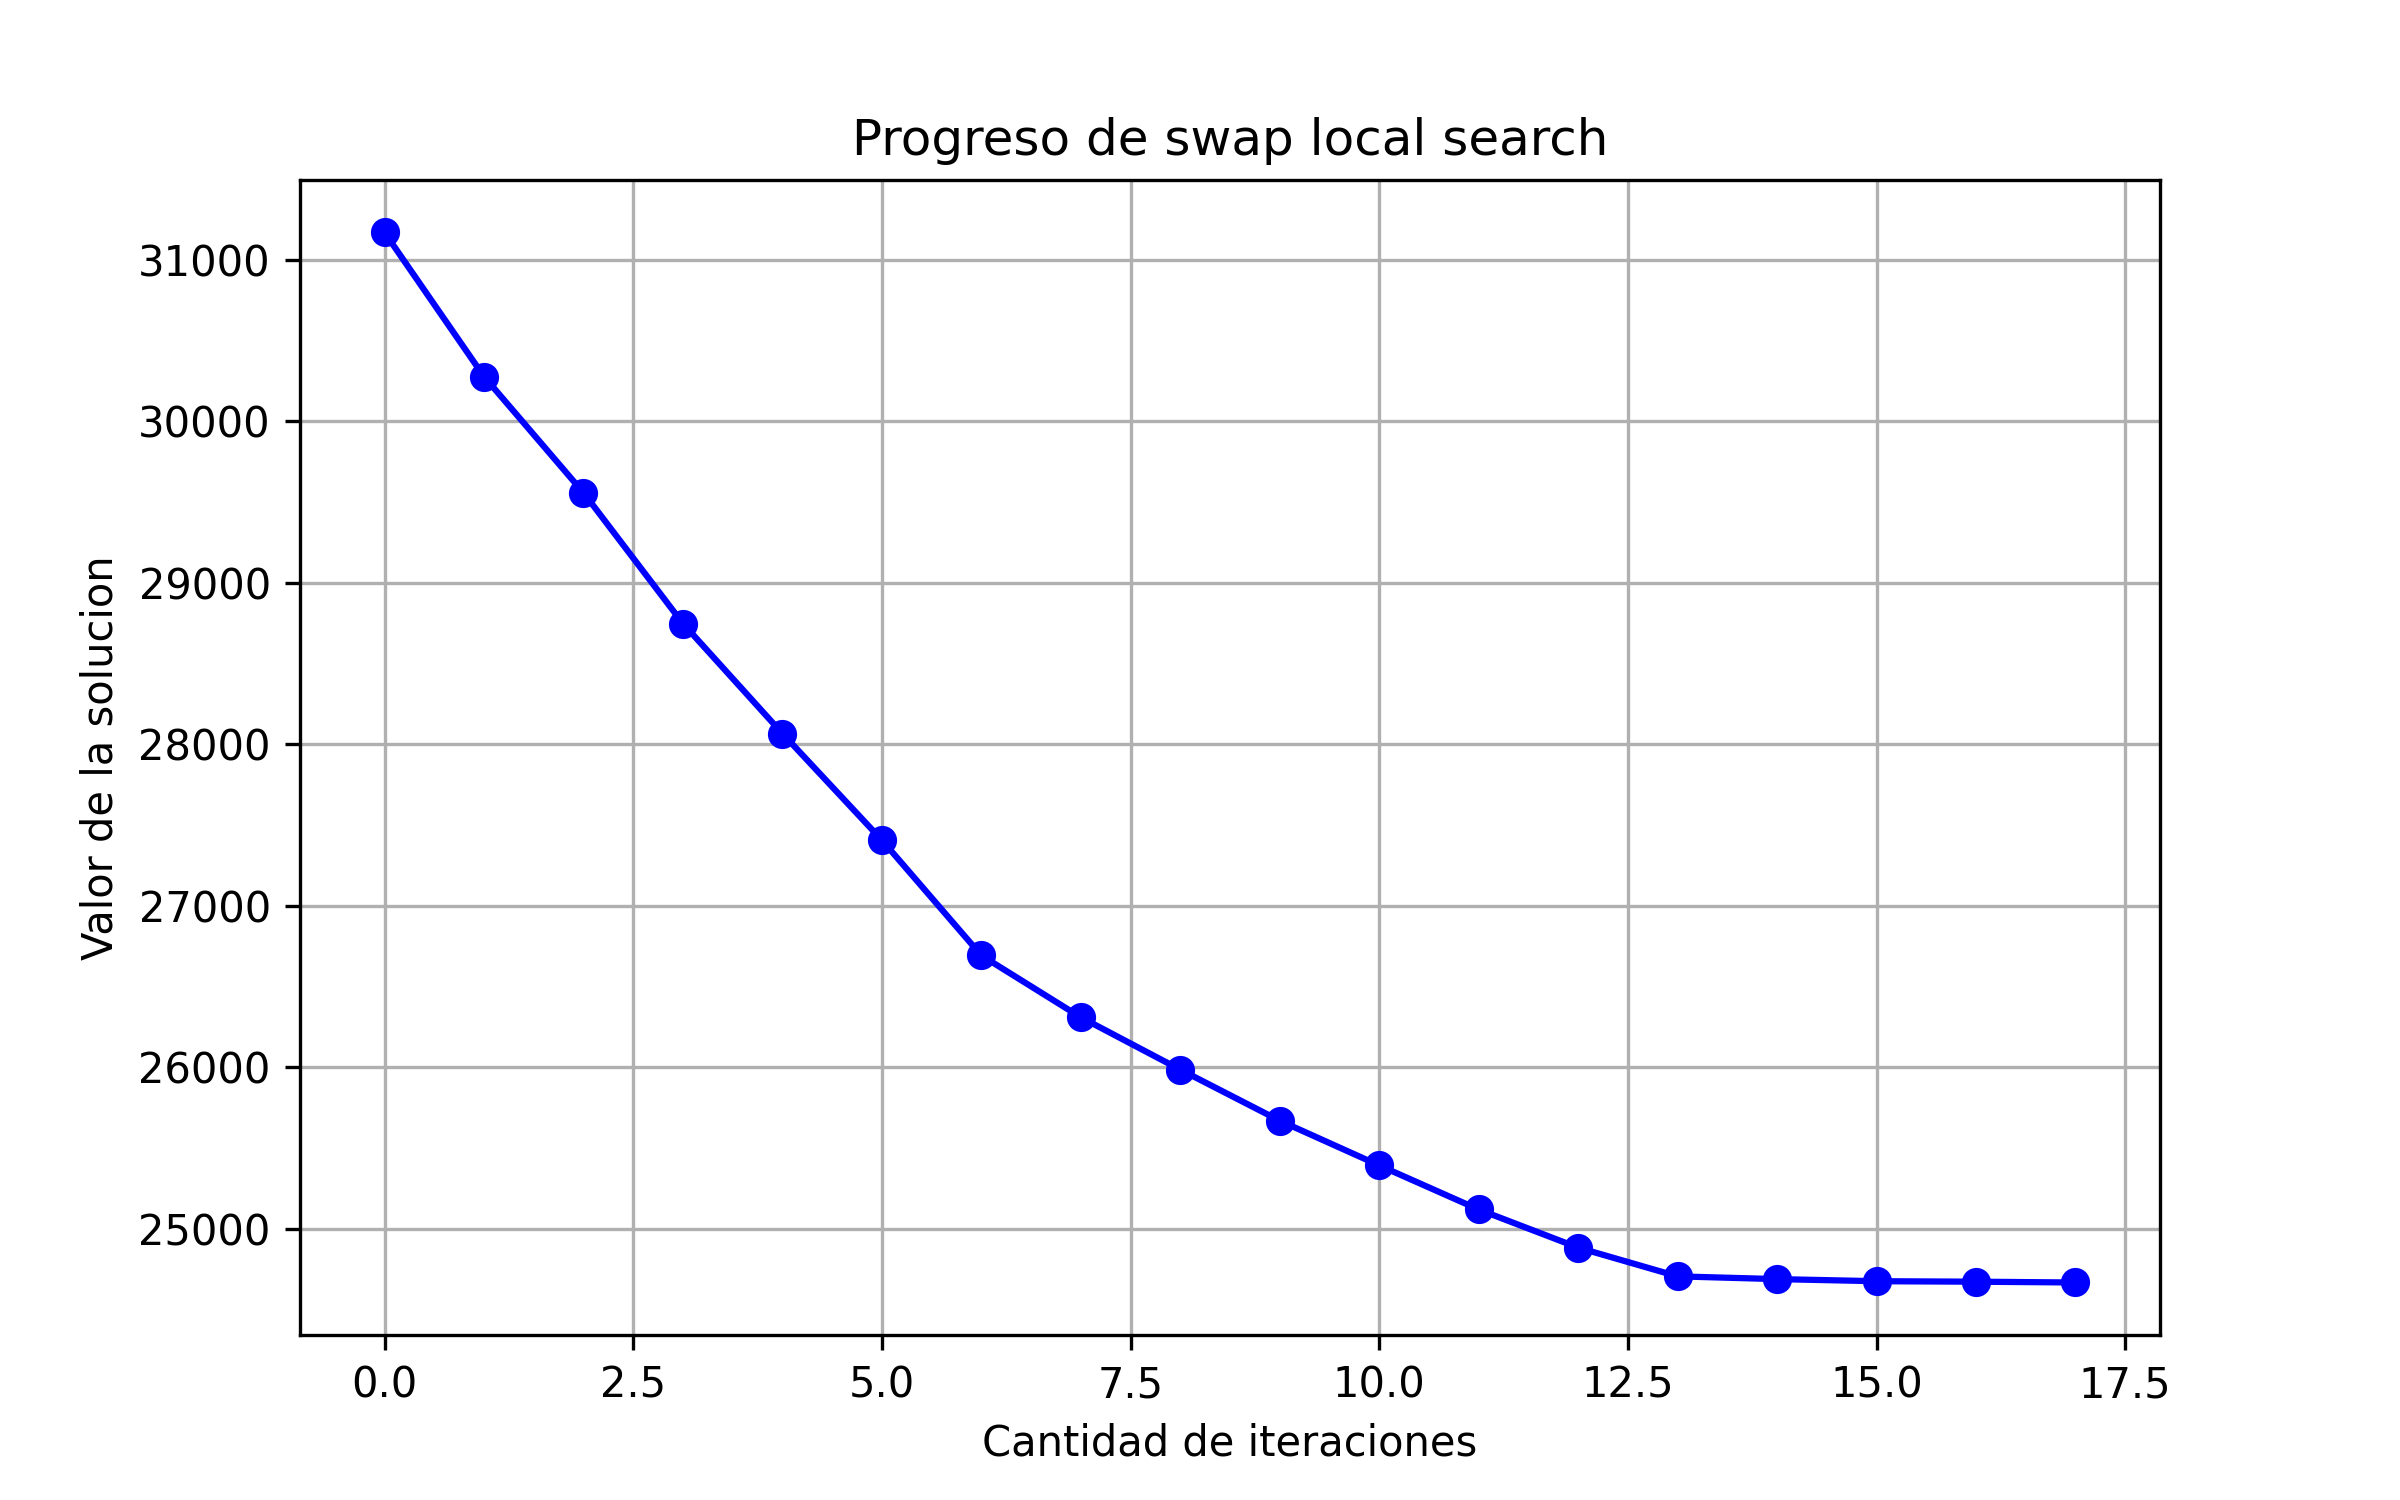 Progreso de swap local search
Valor de la solucion
31000
30000
29000
28000
27000
26000
25000
0.0 2.5 5.0 7.5 10.0 12.5 15.0 17.5
Cantidad de iteraciones